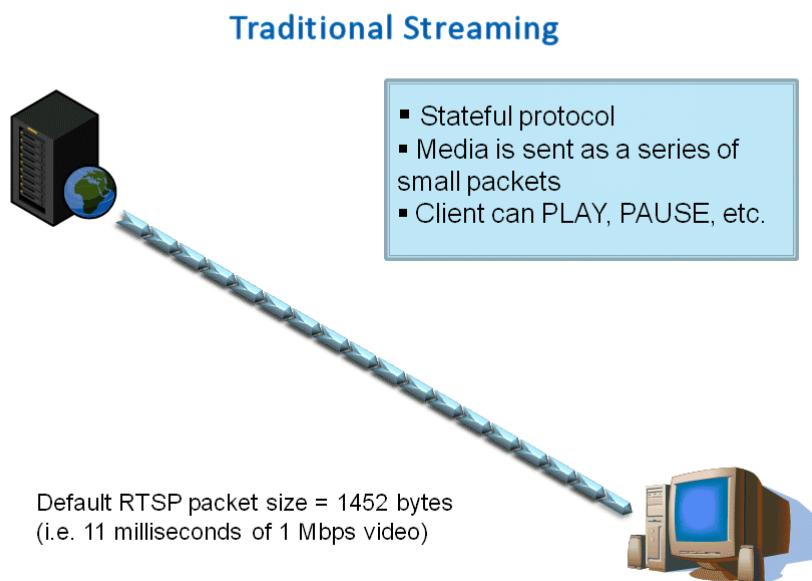 Traditional Streaming
▪ Stateful protocol
▪ Media is sent as a series of
small packets
▪ Client can PLAY, PAUSE, etc.
Default RTSP packet size = 1452 bytes
(i.e. 11 milliseconds of 1 Mbps video)